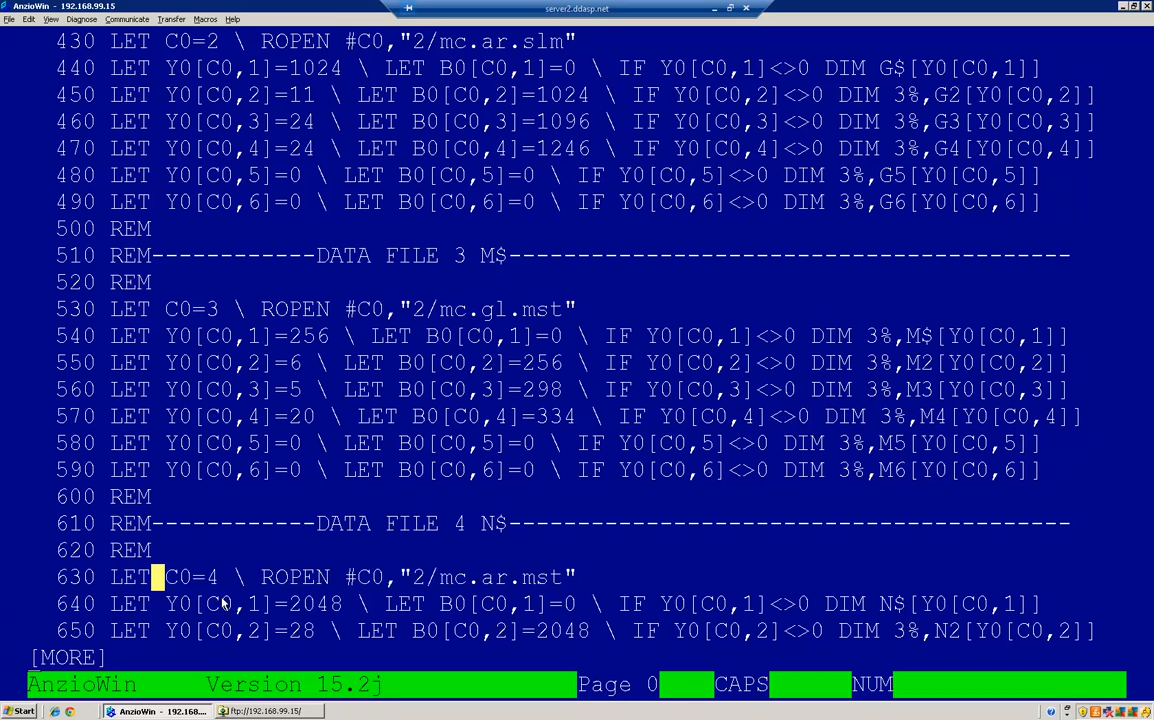 AnzioWin - 192.168.99.15
server2.ddasp.net
File Edit View Diagnose Communicate Transfer Macros Help
430 LET C0=2 \ ROPEN #C0,"2/mc.ar.slm"
440 LET Y0[C0,1]=1024 \ LET B0[C0,1]=0 \ IF Y0[C0,1]<>0 DIM G$[Y0[C0,1]]
450 LET Y0[C0,2]=11 \ LET B0[C0,2]=1024 \ IF Y0[C0,2]<>0 DIM 3%,G2[Y0[C0,2]]
460 LET Y0[C0,3]=24 \ LET B0[C0,3]=1096 \ IF Y0[C0,3]<>0 DIM 3%,G3[Y0[C0,3]]
470 LET Y0[C0,4]=24 \ LET B0[C0,4]=1246 \ IF Y0[C0,4]<>0 DIM 3%,G4[Y0[C0,4]]
480 LET Y0[C0,5]=0 \ LET B0[C0,5]=0 \ IF Y0[C0,5]<>0 DIM 3%,G5[Y0[C0,5]]
490 LET Y0[C0,6]=0 \ LET B0[C0,6]=0 \ IF Y0[C0,6]<>0 DIM 3%,G6[Y0[C0,6]]
500 REM
510 REM------------DATA FILE 3 M$-----------------------------------------
520 REM
530 LET C0=3 \ ROPEN #C0,"2/mc.gl.mst"
540 LET Y0[C0,1]=256 \ LET B0[C0,1]=0 \ IF Y0[C0,1]<>0 DIM 3%,M$[Y0[C0,1]]
550 LET Y0[C0,2]=6 \ LET B0[C0,2]=256 \ IF Y0[C0,2]<>0 DIM 3%,M2[Y0[C0,2]]
560 LET Y0[C0,3]=5 \ LET B0[C0,3]=298 \ IF Y0[C0,3]<>0 DIM 3%,M3[Y0[C0,3]]
570 LET Y0[C0,4]=20 \ LET B0[C0,4]=334 \ IF Y0[C0,4]<>0 DIM 3%,M4[Y0[C0,4]]
580 LET Y0[C0,5]=0 \ LET B0[C0,5]=0 \ IF Y0[C0,5]<>0 DIM 3%,M5[Y0[C0,5]]
590 LET Y0[C0,6]=0 \ LET B0[C0,6]=0 \ IF Y0[C0,6]<>0 DIM 3%,M6[Y0[C0,6]]
600 REM
610 REM------------DATA FILE 4 N$-----------------------------------------
620 REM
630 LET C0=4 \ ROPEN #C0,"2/mc.ar.mst"
640 LET Y0[C0,1]=2048 \ LET B0[C0,1]=0 \ IF Y0[C0,1]<>0 DIM N$[Y0[C0,1]]
650 LET Y0[C0,2]=28 \ LET B0[C0,2]=2048 \ IF Y0[C0,2]<>0 DIM 3%,N2[Y0[C0,2]]
[MORE]
AnzioWin Version 15.2j Page 0 CAPS NUM
Start AnzioWin - 192.168.... ftp://192.168.99.15/